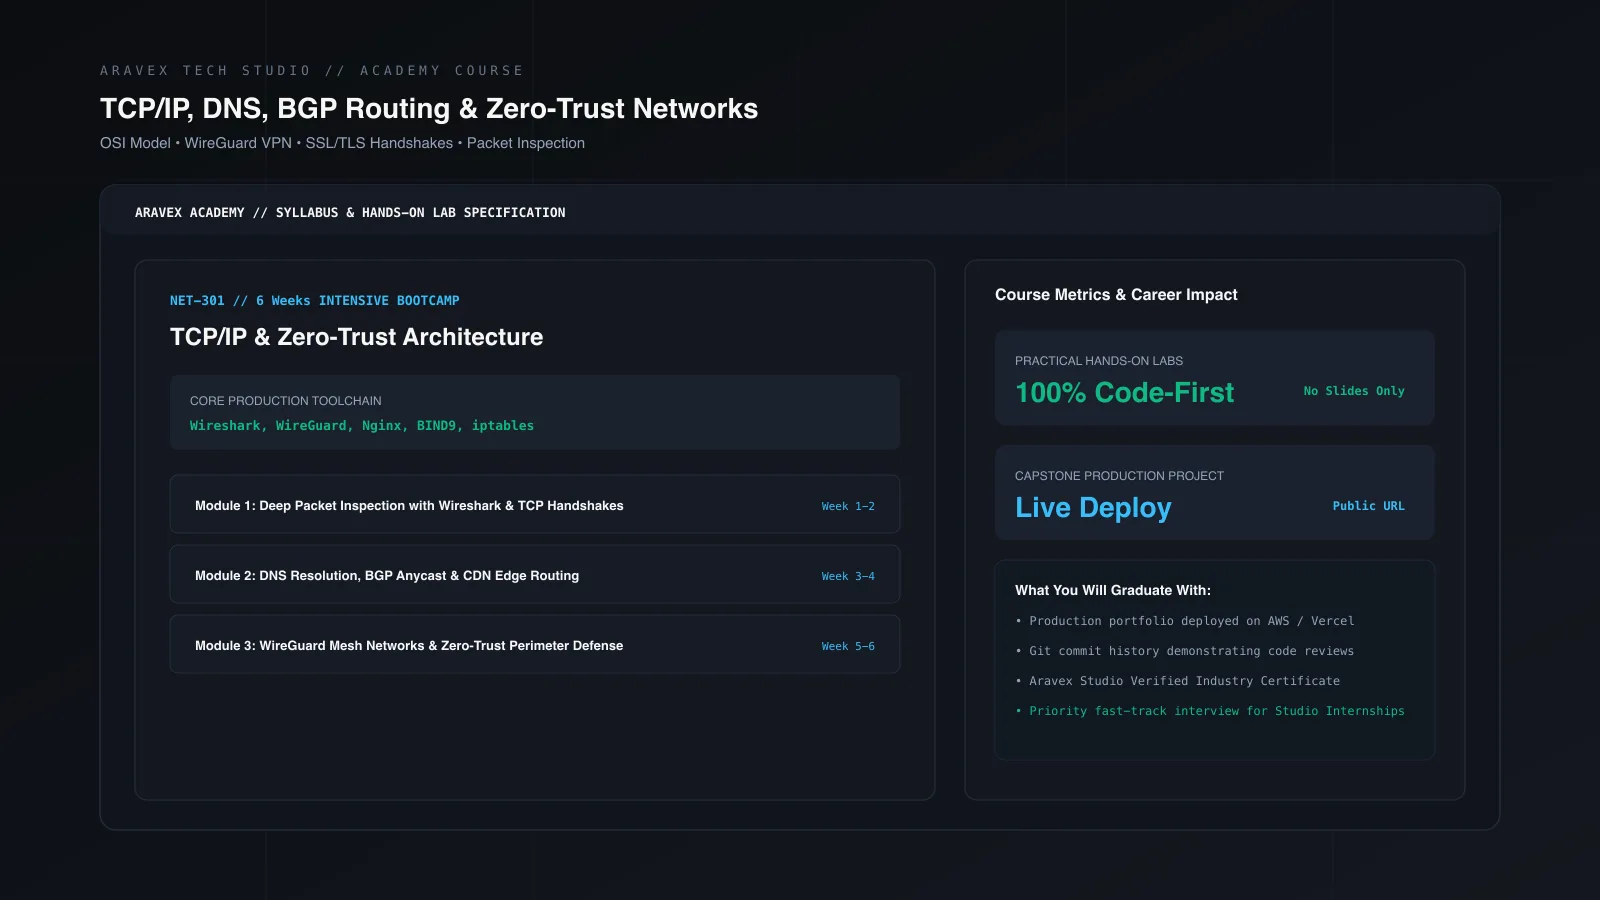 ARAVEX TECH STUDIO // ACADEMY COURSE
TCP/IP, DNS, BGP Routing & Zero-Trust Networks
OSI Model • WireGuard VPN • SSL/TLS Handshakes • Packet Inspection
ARAVEX ACADEMY // SYLLABUS & HANDS-ON LAB SPECIFICATION
NET-301 // 6 Weeks INTENSIVE BOOTCAMP
TCP/IP & Zero-Trust Architecture
CORE PRODUCTION TOOLCHAIN
Wireshark, WireGuard, Nginx, BIND9, iptables
Module 1: Deep Packet Inspection with Wireshark & TCP Handshakes
Week 1-2
Module 2: DNS Resolution, BGP Anycast & CDN Edge Routing
Week 3-4
Module 3: WireGuard Mesh Networks & Zero-Trust Perimeter Defense
Week 5-6
Course Metrics & Career Impact
PRACTICAL HANDS-ON LABS
100% Code-First
No Slides Only
CAPSTONE PRODUCTION PROJECT
Live Deploy
Public URL
What You Will Graduate With:
• Production portfolio deployed on AWS / Vercel
• Git commit history demonstrating code reviews
• Aravex Studio Verified Industry Certificate
• Priority fast-track interview for Studio Internships